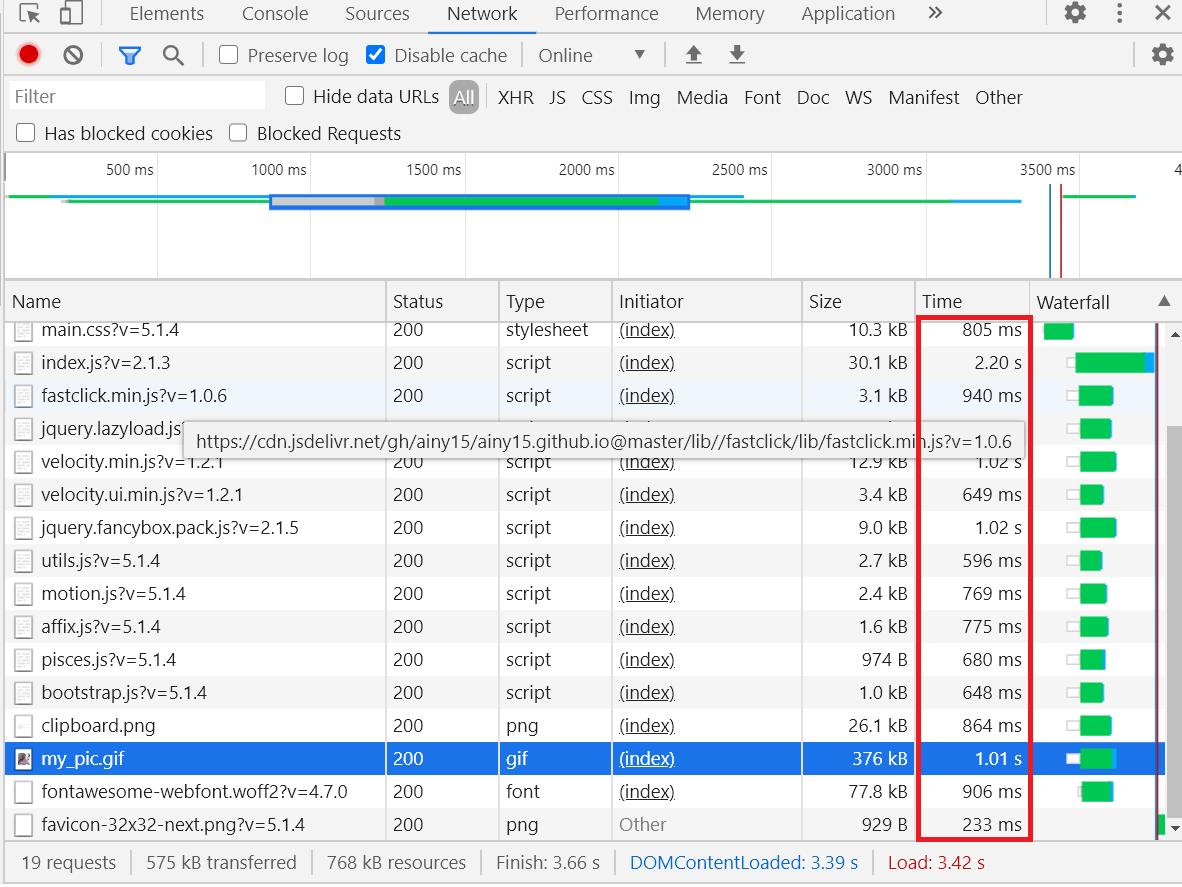 Elements Console Sources Network Performance Memory Application »
Preserve log Disable cache Online
Filter Hide data URLs All XHR JS CSS Img Media Font Doc WS Manifest Other
Has blocked cookies Blocked Requests
500 ms 1000 ms 1500 ms 2000 ms 2500 ms 3000 ms 3500 ms 4
Name Status Type Initiator Size Time Waterfall
main.css?v=5.1.4 200 stylesheet (index) 10.3 kB 805 ms
index.js?v=2.1.3 200 script (index) 30.1 kB 2.20 s
fastclick.min.js?v=1.0.6 200 script (index) 3.1 kB 940 ms
jquery.lazyload.js
https://cdn.jsdelivr.net/gh/ainy15/ainy15.github.io@master/lib//fastclick/lib/fastclick.min.js?v=1.0.6
velocity.min.js?v=1.2.1 200 script (index) 12.9 kB 1.02 s
velocity.ui.min.js?v=1.2.1 200 script (index) 3.4 kB 649 ms
jquery.fancybox.pack.js?v=2.1.5 200 script (index) 9.0 kB 1.02 s
utils.js?v=5.1.4 200 script (index) 2.7 kB 596 ms
motion.js?v=5.1.4 200 script (index) 2.4 kB 769 ms
affix.js?v=5.1.4 200 script (index) 1.6 kB 775 ms
pisces.js?v=5.1.4 200 script (index) 974 B 680 ms
bootstrap.js?v=5.1.4 200 script (index) 1.0 kB 648 ms
clipboard.png 200 png (index) 26.1 kB 864 ms
my_pic.gif 200 gif (index) 376 kB 1.01 s
fontawesome-webfont.woff2?v=4.7.0 200 font (index) 77.8 kB 906 ms
favicon-32x32-next.png?v=5.1.4 200 png Other 929 B 233 ms
19 requests 575 kB transferred 768 kB resources Finish: 3.66 s DOMContentLoaded: 3.39 s Load: 3.42 s